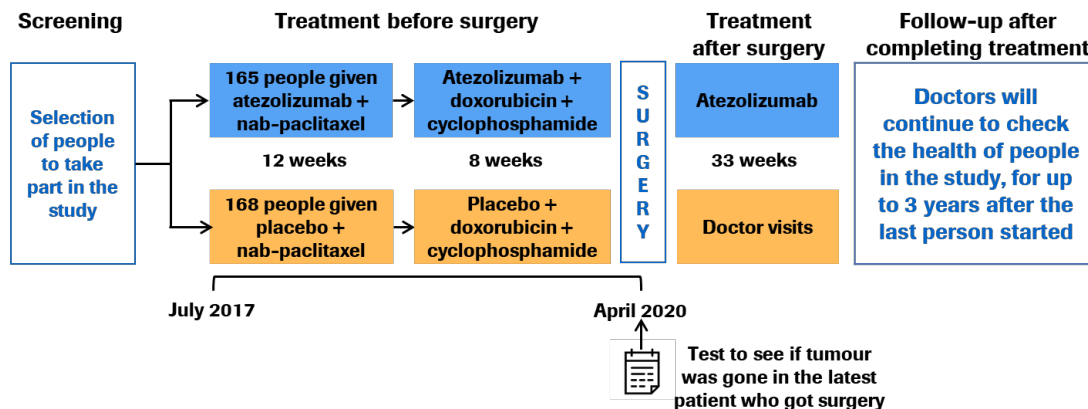 Screening
Treatment before surgery
Treatment
after surgery
Follow-up after
completing treatment
Selection
of people
to take
part in the
study
165 people given
atezolizumab +
nab-paclitaxel
Atezolizumab +
doxorubicin +
cyclophosphamide
SURGERY
Atezolizumab
Doctors will
continue to check
the health of people
in the study, for up
to 3 years after the
last person started
12 weeks
8 weeks
33 weeks
168 people given
placebo +
nab-paclitaxel
Placebo +
doxorubicin +
cyclophosphamide
Doctor visits
July 2017
April 2020
Test to see if tumour
was gone in the latest
patient who got surgery